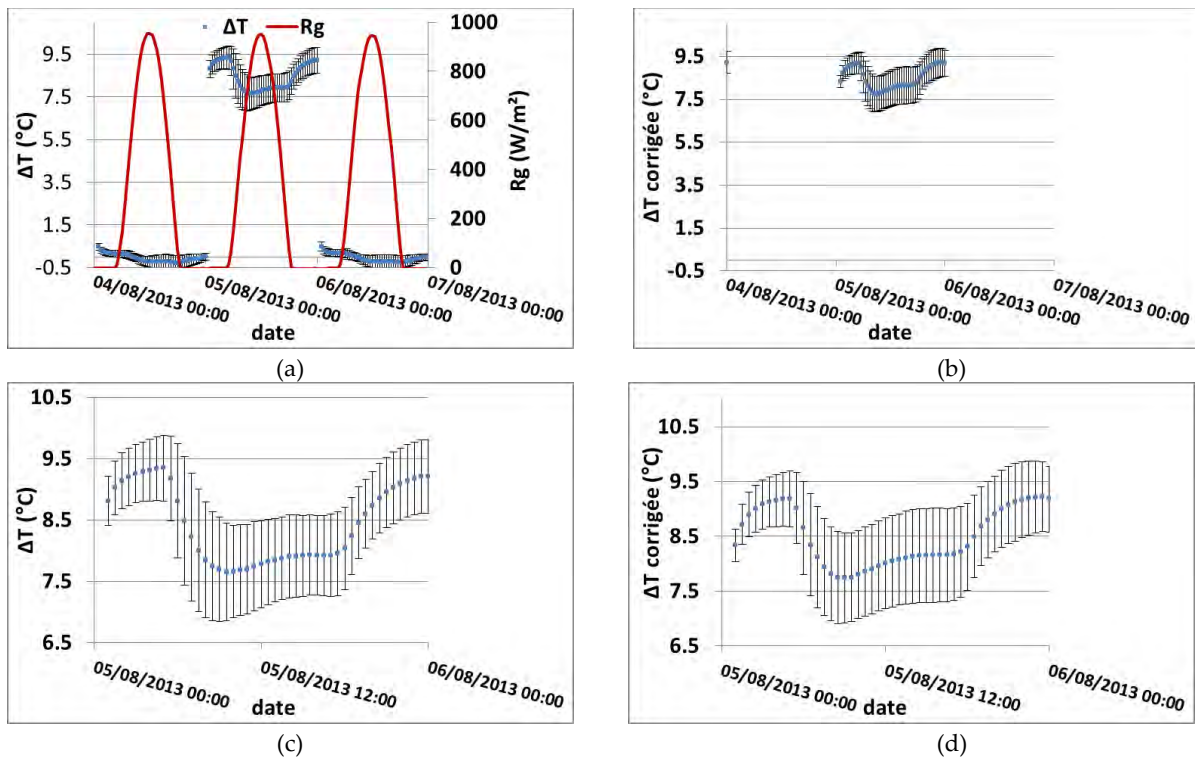 ΔT
Rg
9.5
7.5
5.5
3.5
1.5
-0.5
ΔT (°C)
1000
800
600
400
200
0
Rg (W/m²)
04/08/2013 00:00
05/08/2013 00:00
06/08/2013 00:00
07/08/2013 00:00
date
(a)
9.5
7.5
5.5
3.5
1.5
-0.5
ΔT corrigée (°C)
04/08/2013 00:00
05/08/2013 00:00
06/08/2013 00:00
07/08/2013 00:00
date
(b)
10.5
9.5
8.5
7.5
6.5
ΔT (°C)
05/08/2013 00:00
05/08/2013 12:00
06/08/2013 00:00
date
(c)
10.5
9.5
8.5
7.5
6.5
ΔT corrigée (°C)
05/08/2013 00:00
05/08/2013 12:00
06/08/2013 00:00
date
(d)